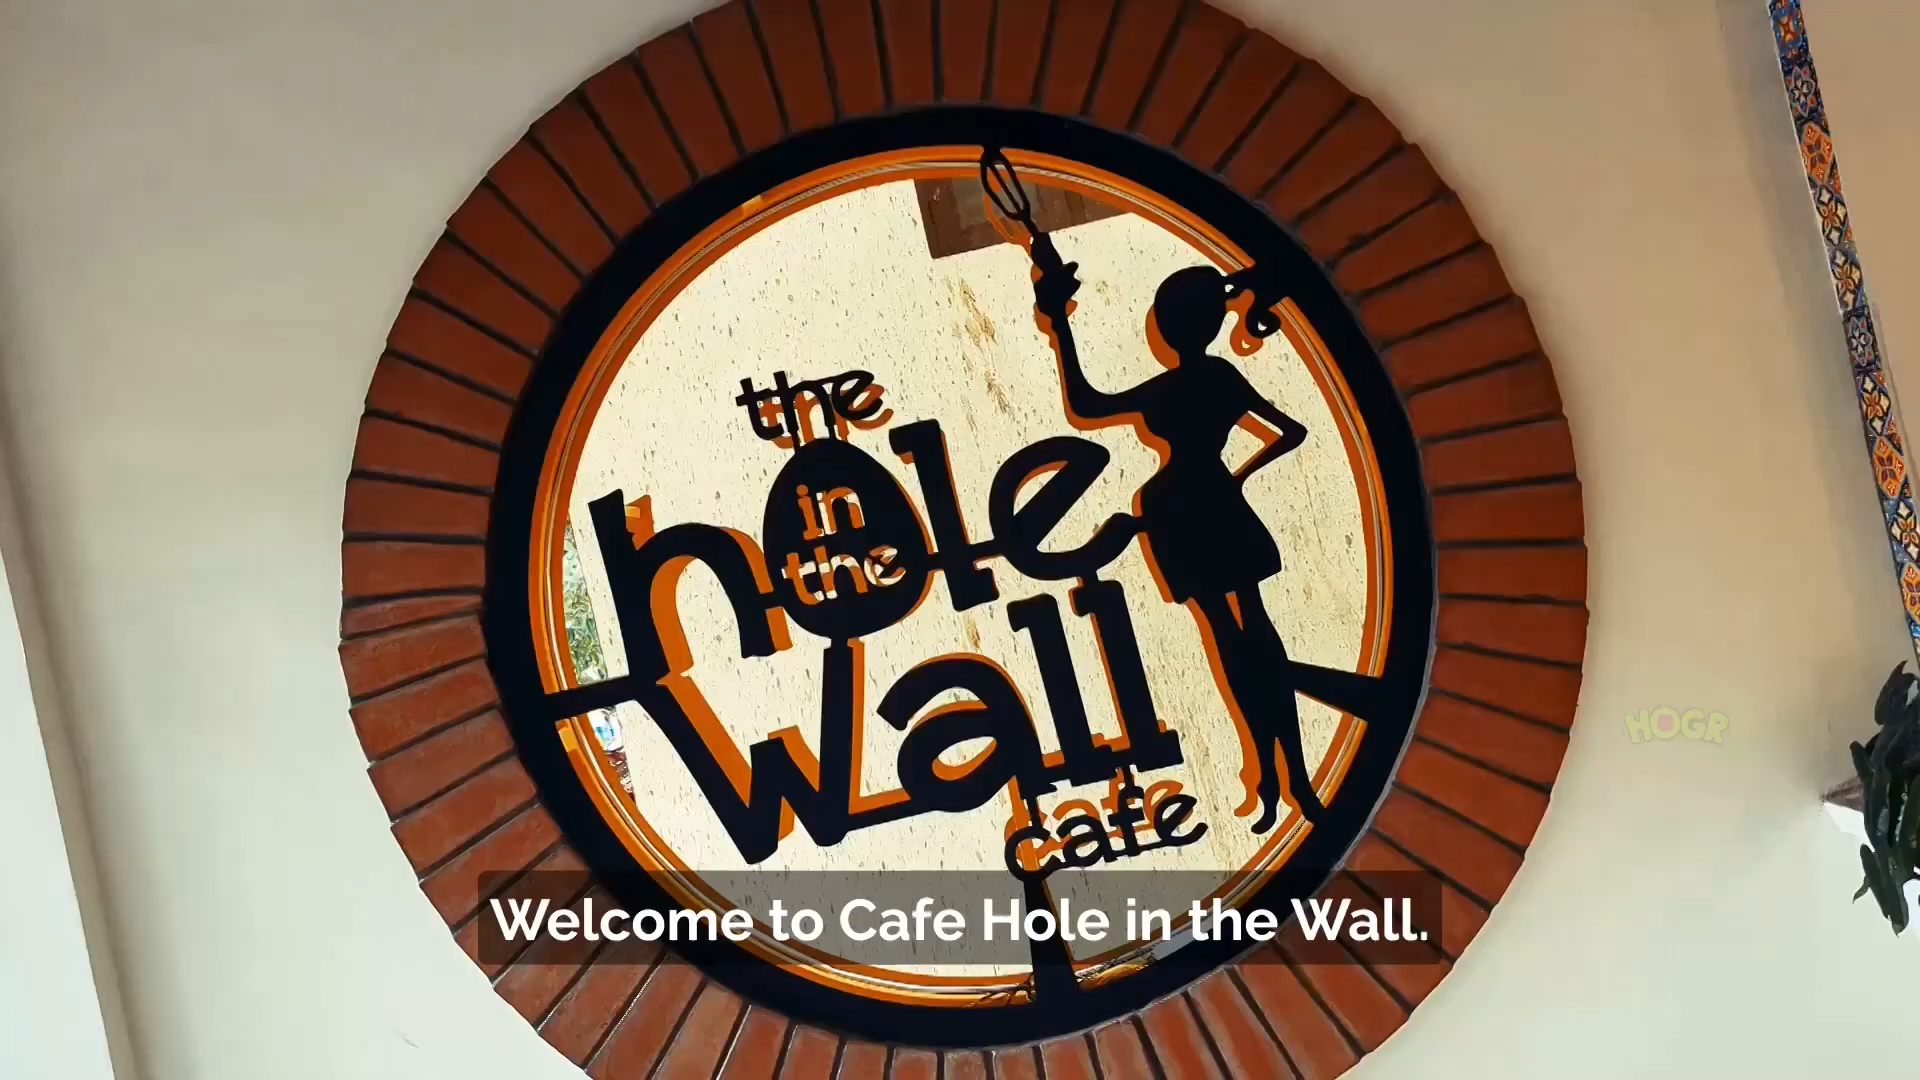 the
hole
in
the
wall
cafe
HOGR
Welcome to Cafe Hole in the Wall.